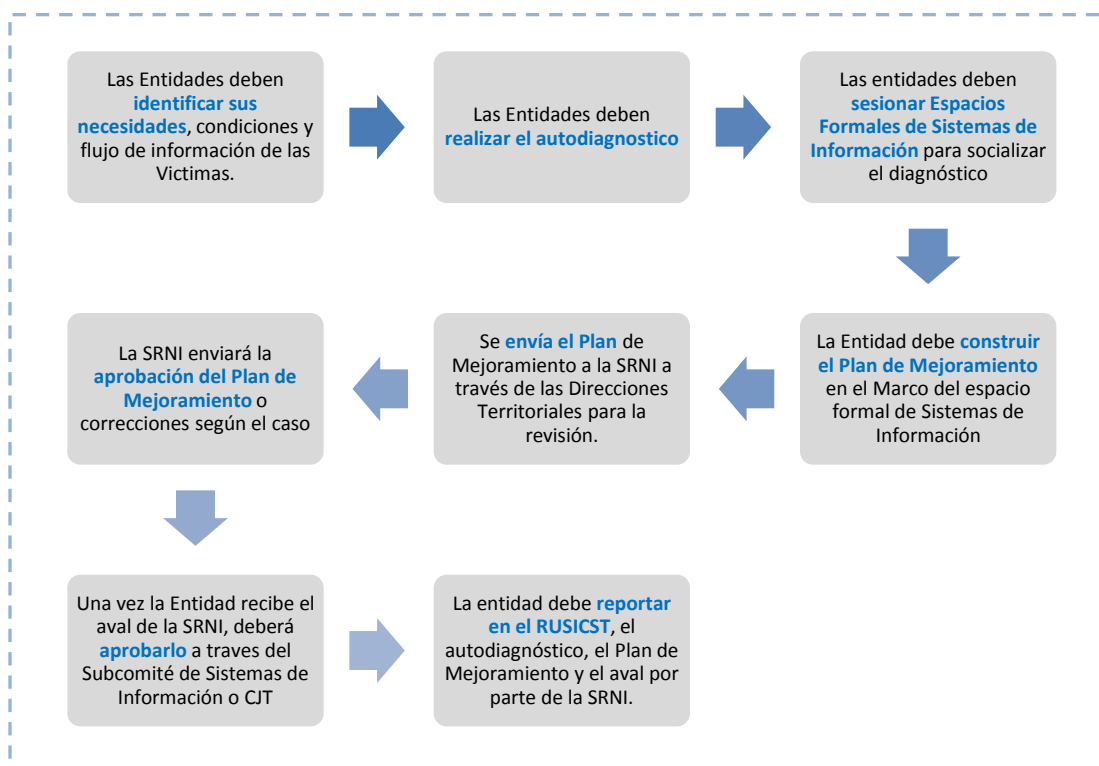 Las Entidades deben
identificar sus
necesidades, condiciones y
flujo de información de las
Victimas.
Las Entidades deben
realizar el autodiagnostico
Las entidades deben
sesionar Espacios
Formales de Sistemas de
Información para socializar
el diagnóstico
La Entidad debe construir
el Plan de Mejoramiento
en el Marco del espacio
formal de Sistemas de
Información
Se envía el Plan de
Mejoramiento a la SRNI a
través de las Direcciones
Territoriales para la
revisión.
La SRNI enviará la
aprobación del Plan de
Mejoramiento o
correcciones según el caso
Una vez la Entidad recibe el
aval de la SRNI, deberá
aprobarlo a traves del
Subcomité de Sistemas de
Información o CJT
La entidad debe reportar
en el RUSICST, el
autodiagnóstico, el Plan de
Mejoramiento y el aval por
parte de la SRNI.